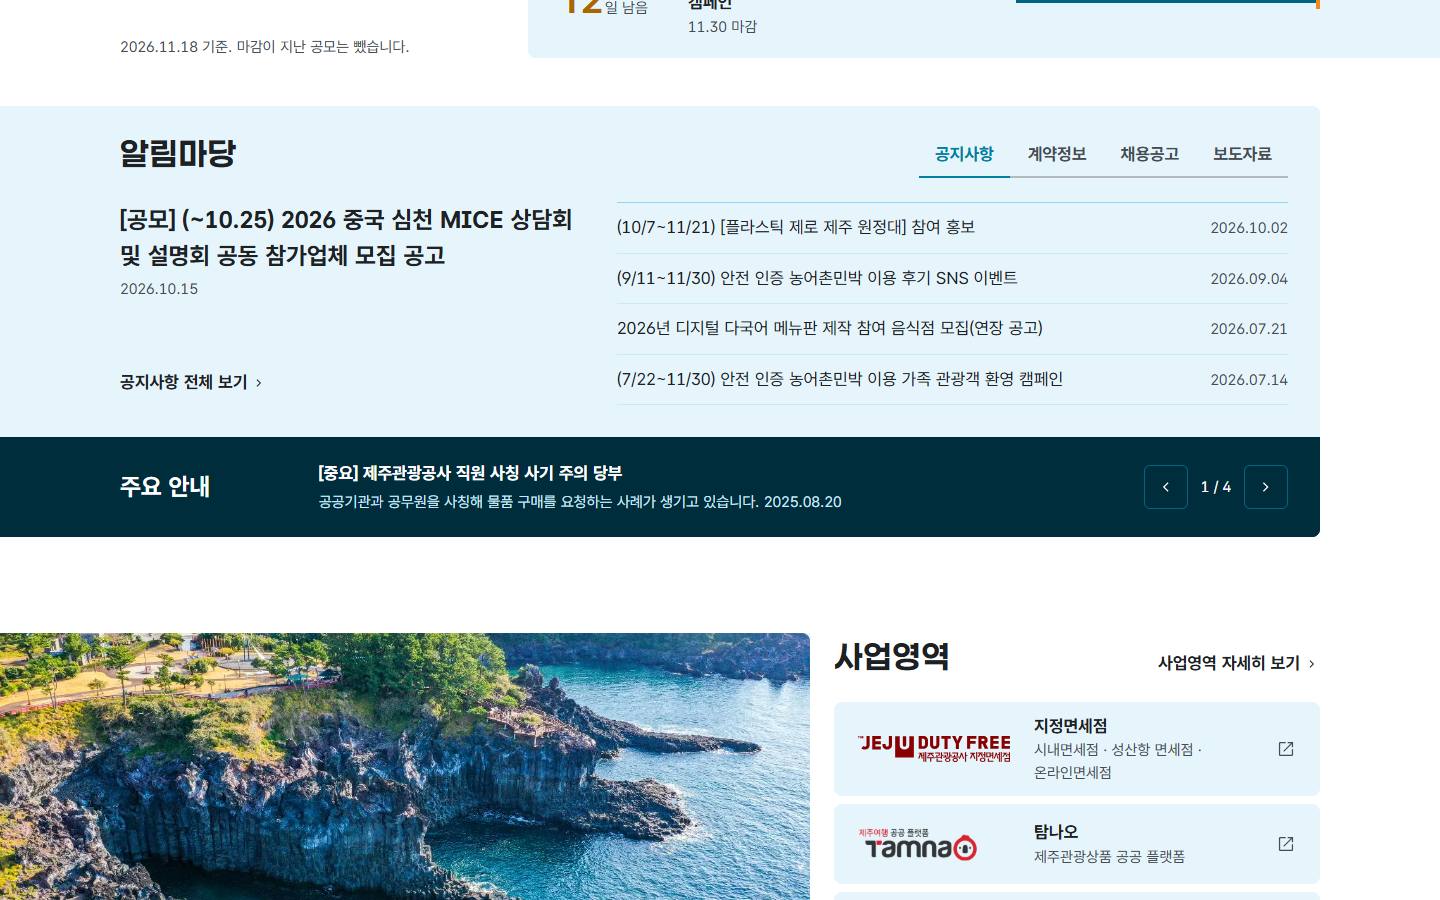 12일 남음
캠페인
11.30 마감
2026.11.18 기준. 마감이 지난 공모는 뺐습니다.
알림마당
공지사항 계약정보 채용공고 보도자료
[공모] (~10.25) 2026 중국 심천 MICE 상담회
및 설명회 공동 참가업체 모집 공고
2026.10.15
공지사항 전체 보기
(10/7~11/21) [플라스틱 제로 제주 원정대] 참여 홍보 2026.10.02
(9/11~11/30) 안전 인증 농어촌민박 이용 후기 SNS 이벤트 2026.09.04
2026년 디지털 다국어 메뉴판 제작 참여 음식점 모집(연장 공고) 2026.07.21
(7/22~11/30) 안전 인증 농어촌민박 이용 가족 관광객 환영 캠페인 2026.07.14
주요 안내
[중요] 제주관광공사 직원 사칭 사기 주의 당부
공공기관과 공무원을 사칭해 물품 구매를 요청하는 사례가 생기고 있습니다. 2025.08.20
1 / 4
사업영역
사업영역 자세히 보기
JEJU DUTY FREE
제주관광공사 지정면세점
지정면세점
시내면세점 · 성산항 면세점 ·
온라인면세점
제주여행 공공 플랫폼
Tamnao
탐나오
제주관광상품 공공 플랫폼